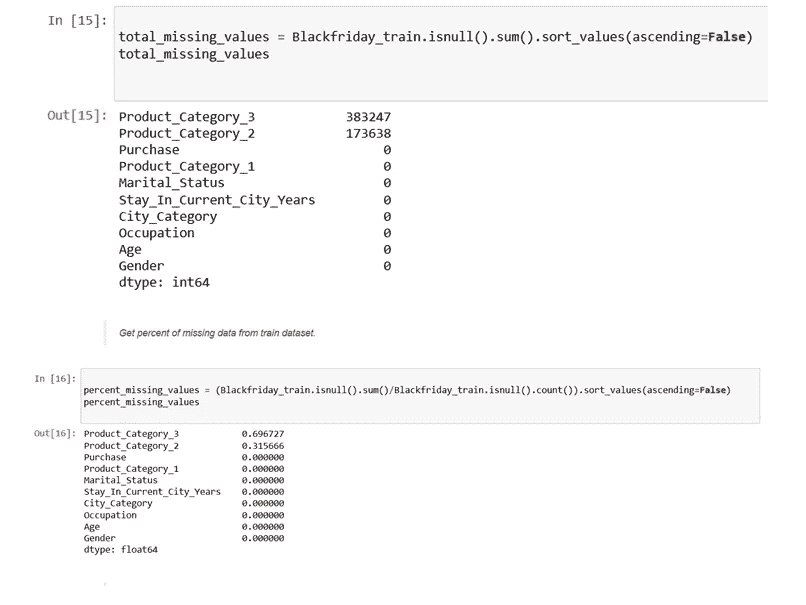 In [15]:
total_missing_values = Blackfriday_train.isnull().sum().sort_values(ascending=False)
total_missing_values
Out[15]: Product_Category_3 383247
Product_Category_2 173638
Purchase 0
Product_Category_1 0
Marital_Status 0
Stay_In_Current_City_Years 0
City_Category 0
Occupation 0
Age 0
Gender 0
dtype: int64
Get percent of missing data from train dataset.
In [16]:
percent_missing_values = (Blackfriday_train.isnull().sum()/Blackfriday_train.isnull().count()).sort_values(ascending=False)
percent_missing_values
Out[16]: Product_Category_3 0.696727
Product_Category_2 0.315666
Purchase 0.000000
Product_Category_1 0.000000
Marital_Status 0.000000
Stay_In_Current_City_Years 0.000000
City_Category 0.000000
Occupation 0.000000
Age 0.000000
Gender 0.000000
dtype: float64